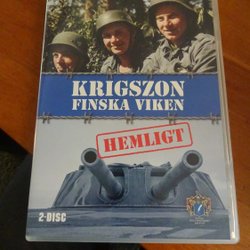 KRIGSZON
FINSKA VIKEN
HEMLIGT
2-DISC